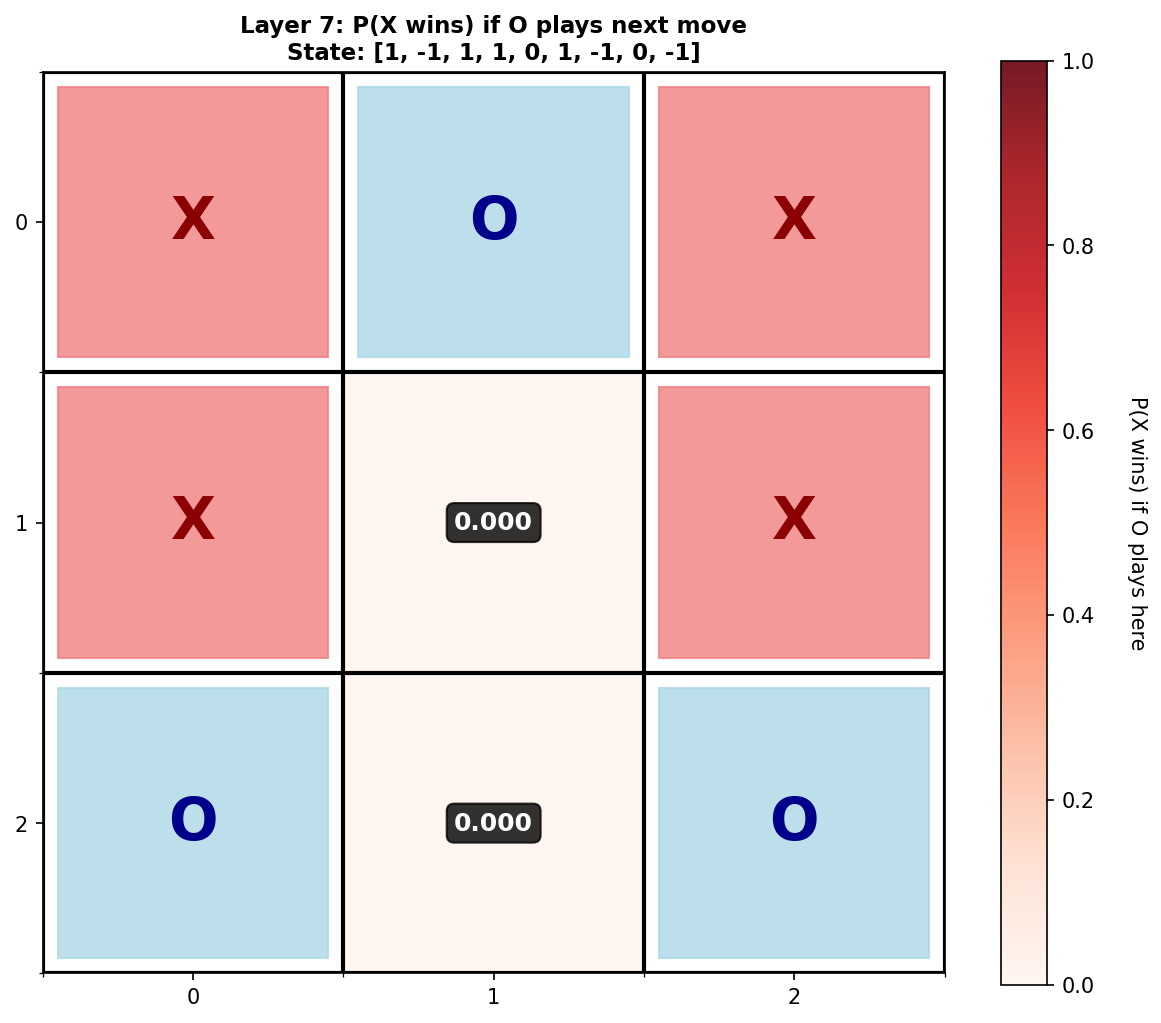 Layer 7: P(X wins) if O plays next move
State: [1, -1, 1, 1, 0, 1, -1, 0, -1]
X O X
X 0.000 X
O 0.000 O
0
1
2
0 1 2
1.0
0.8
0.6
0.4
0.2
0.0
P(X wins) if O plays here